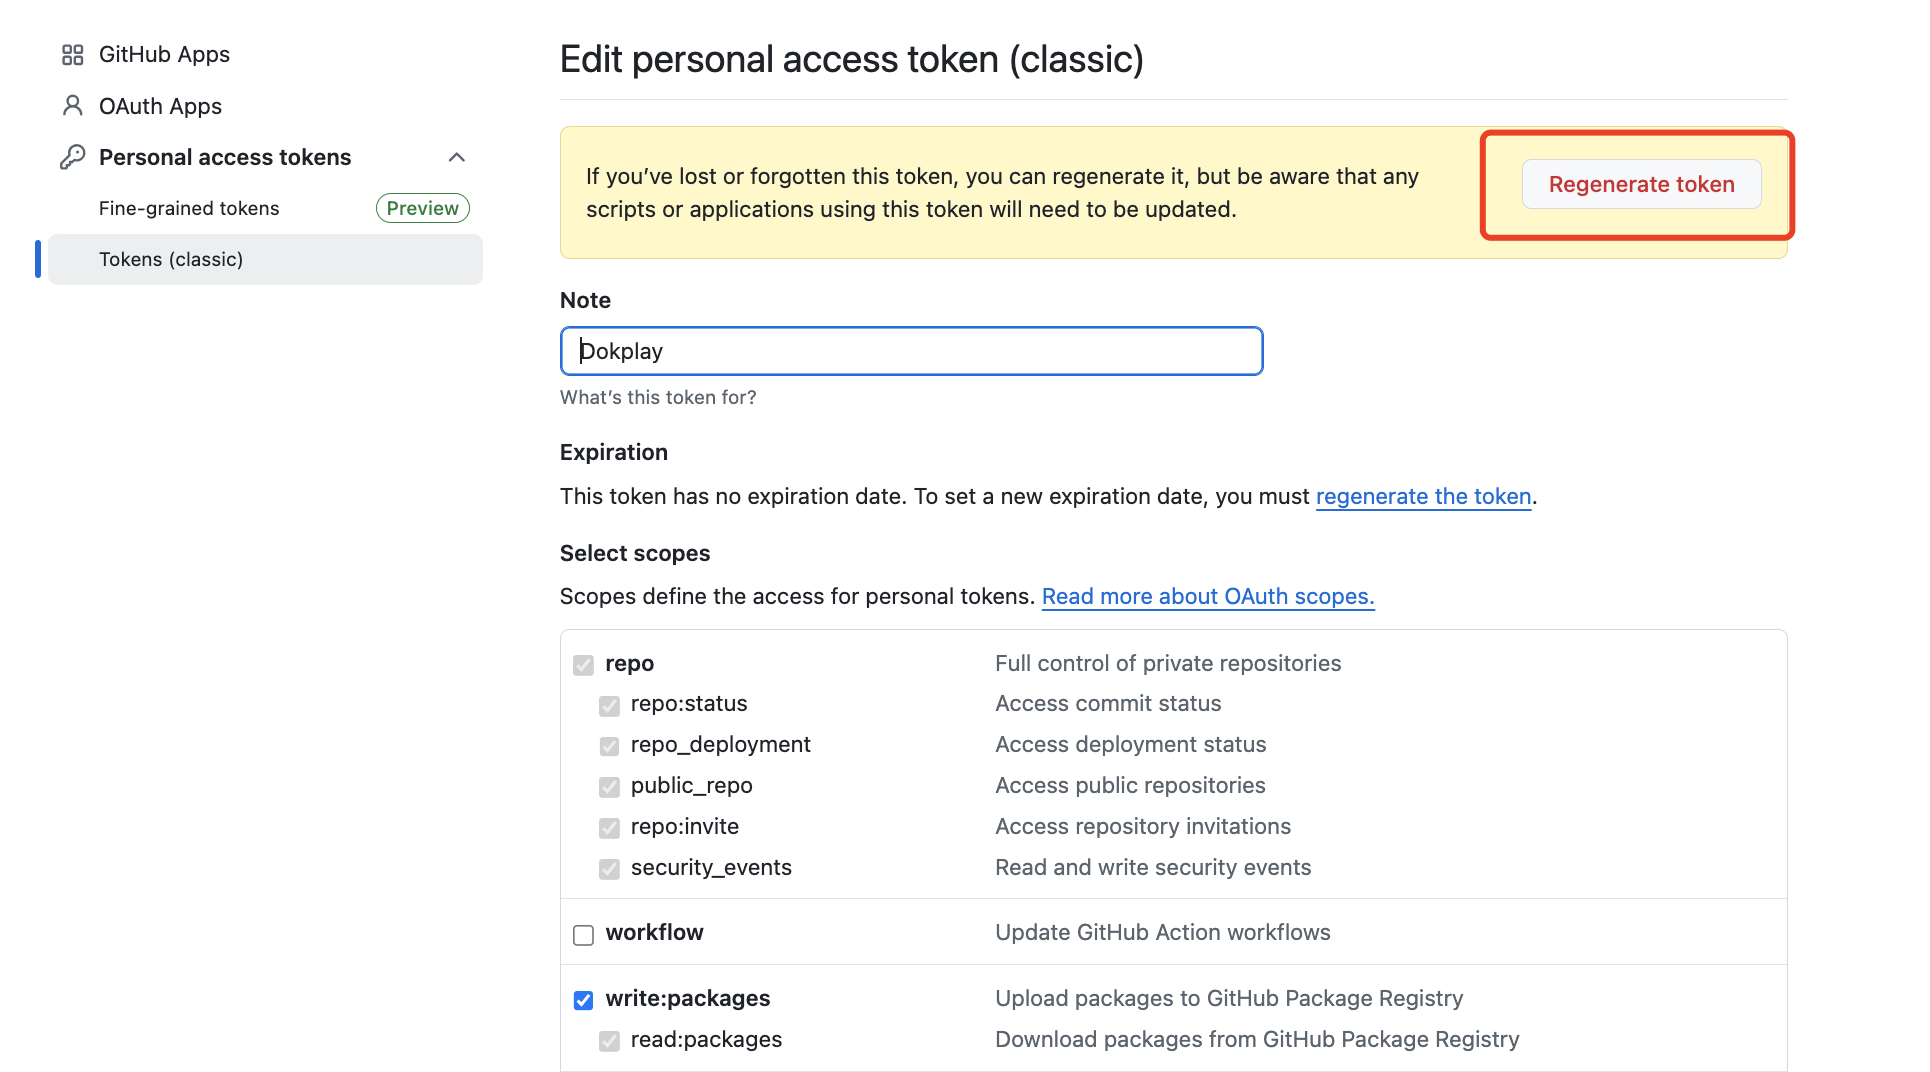 GitHub Apps
OAuth Apps
Personal access tokens
Fine-grained tokens Preview
Tokens (classic)
Edit personal access token (classic)
If you’ve lost or forgotten this token, you can regenerate it, but be aware that any
scripts or applications using this token will need to be updated.
Regenerate token
Note
Dokplay
What’s this token for?
Expiration
This token has no expiration date. To set a new expiration date, you must regenerate the token.
Select scopes
Scopes define the access for personal tokens. Read more about OAuth scopes.
repo Full control of private repositories
repo:status Access commit status
repo_deployment Access deployment status
public_repo Access public repositories
repo:invite Access repository invitations
security_events Read and write security events
workflow Update GitHub Action workflows
write:packages Upload packages to GitHub Package Registry
read:packages Download packages from GitHub Package Registry